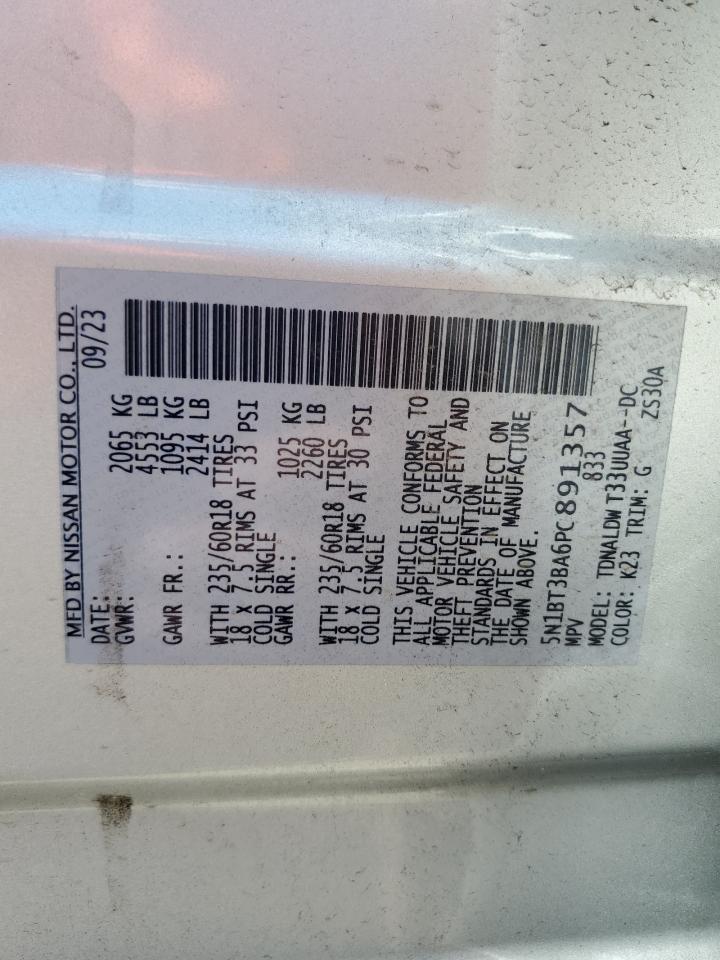 MFD BY NISSAN MOTOR CO., LTD.
DATE: 09/23
GVWR: 2065 KG
4553 LB
GAWR FR.: 1095 KG
2414 LB
WITH 235/60R18 TIRES
18 X 7.5 RIMS AT 33 PSI
COLD SINGLE
GAWR RR.: 1025 KG
2260 LB
WITH 235/60R18 TIRES
18 X 7.5 RIMS AT 30 PSI
COLD SINGLE
THIS VEHICLE CONFORMS TO
ALL APPLICABLE FEDERAL
MOTOR VEHICLE SAFETY AND
THEFT PREVENTION
STANDARDS IN EFFECT ON
THE DATE OF MANUFACTURE
SHOWN ABOVE.
5N1BT3BA6PC891357
MPV 833
MODEL: TDNALDW T33UUAA--DC
COLOR: K23 TRIM: G ZS30A